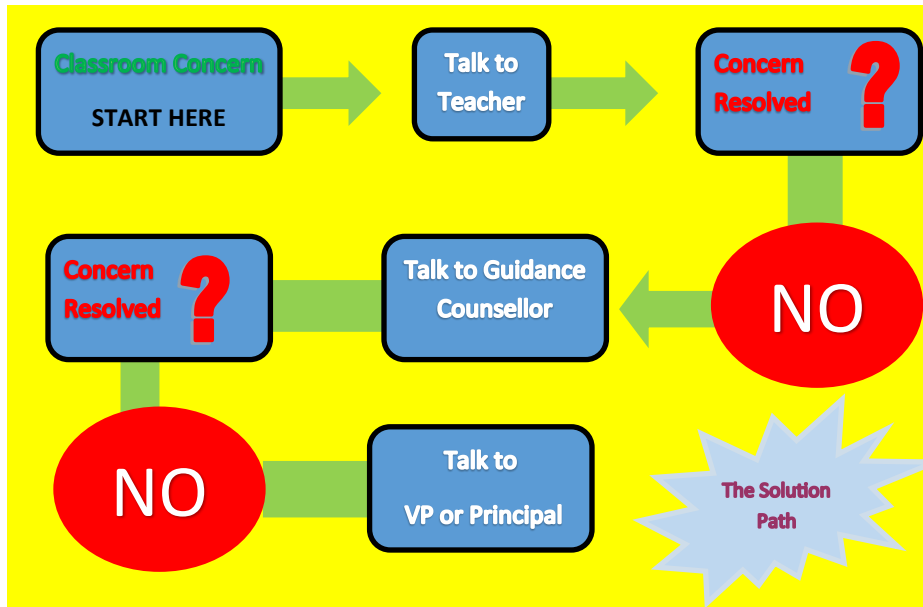 Classroom Concern
START HERE
Talk to
Teacher
Concern
Resolved ?
NO
Talk to Guidance
Counsellor
Concern
Resolved ?
NO
Talk to
VP or Principal
The Solution
Path